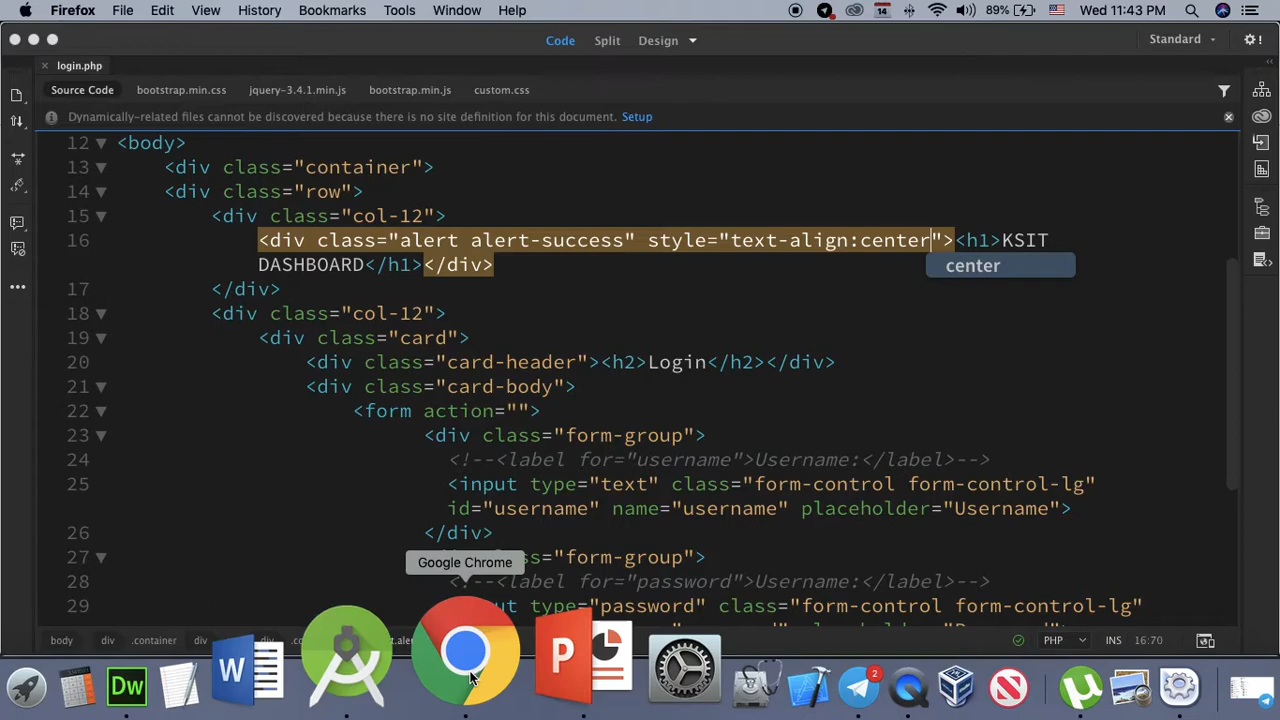 Firefox File Edit View History Bookmarks Tools Window Help 14 89% Wed 11:43 PM
Code Split Design Standard
× login.php
Source Code bootstrap.min.css jquery-3.4.1.min.js bootstrap.min.js custom.css
Dynamically-related files cannot be discovered because there is no site definition for this document. Setup
12 <body>
13 <div class="container">
14 <div class="row">
15 <div class="col-12">
16 <div class="alert alert-success" style="text-align:center"><h1>KSIT
DASHBOARD</h1></div>
center
17 </div>
18 <div class="col-12">
19 <div class="card">
20 <div class="card-header"><h2>Login</h2></div>
21 <div class="card-body">
22 <form action="">
23 <div class="form-group">
24 <!--<label for="username">Username:</label>-->
25 <input type="text" class="form-control form-control-lg"
id="username" name="username" placeholder="Username">
26 </div>
27 class="form-group">
Google Chrome
28 <!--<label for="password">Username:</label>-->
29 type="password" class="form-control form-control-lg"
body div .container div PHP INS 16:70
Dw W P 2